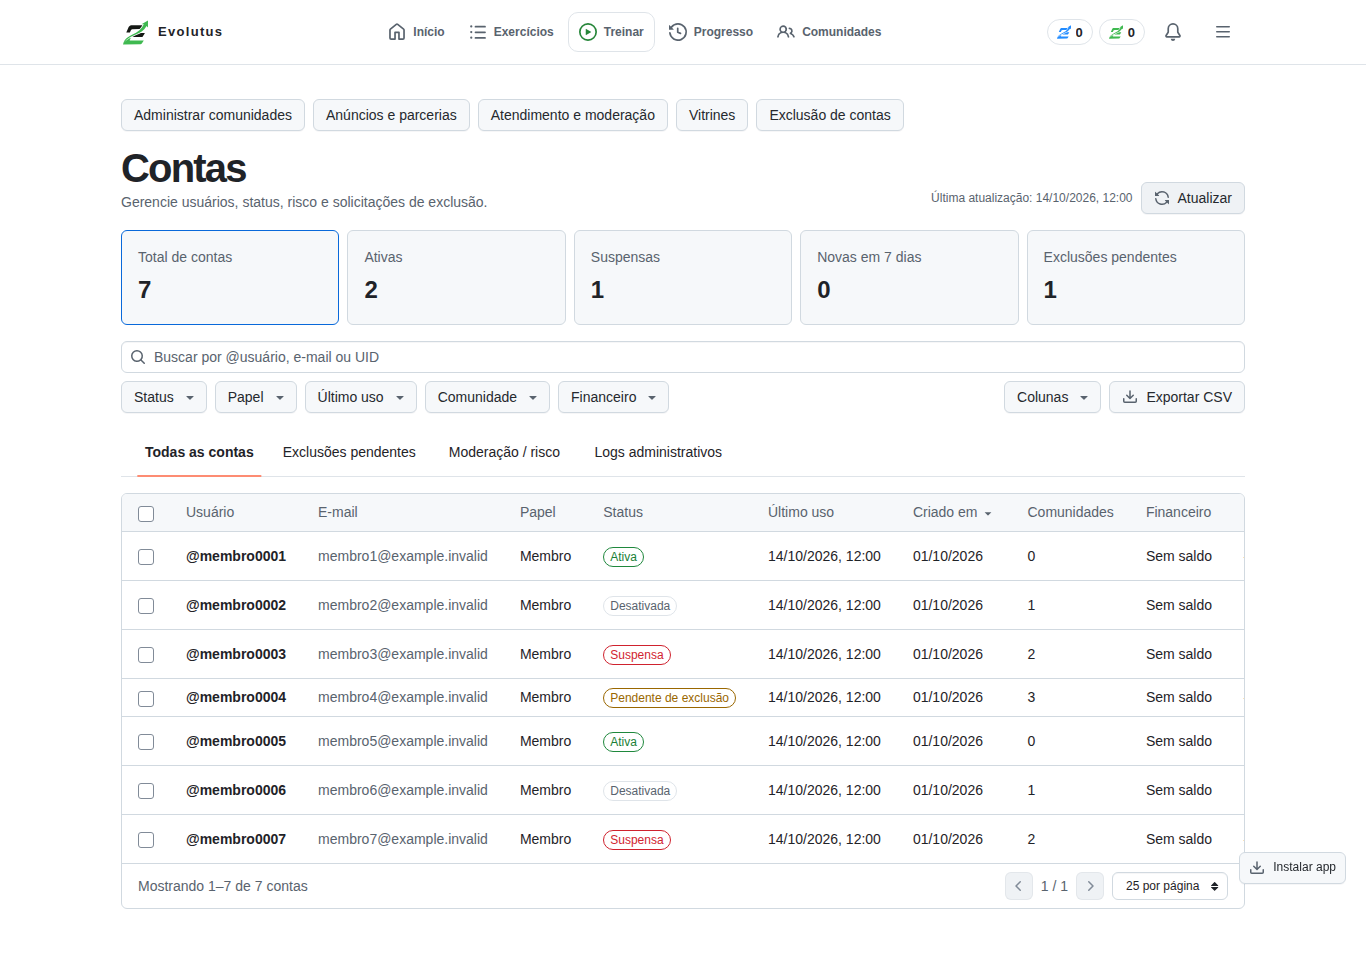 Evolutus Início Exercícios Treinar Progresso Comunidades 0 0
Administrar comunidades Anúncios e parcerias Atendimento e moderação Vitrines Exclusão de contas
Contas
Gerencie usuários, status, risco e solicitações de exclusão.
Última atualização: 14/10/2026, 12:00 Atualizar
Total de contas Ativas Suspensas Novas em 7 dias Exclusões pendentes
7 2 1 0 1
Buscar por @usuário, e-mail ou UID
Status Papel Último uso Comunidade Financeiro Colunas Exportar CSV
Todas as contas Exclusões pendentes Moderação / risco Logs administrativos
Usuário E-mail Papel Status Último uso Criado em Comunidades Financeiro
@membro0001 membro1@example.invalid Membro Ativa 14/10/2026, 12:00 01/10/2026 0 Sem saldo
@membro0002 membro2@example.invalid Membro Desativada 14/10/2026, 12:00 01/10/2026 1 Sem saldo
@membro0003 membro3@example.invalid Membro Suspensa 14/10/2026, 12:00 01/10/2026 2 Sem saldo
@membro0004 membro4@example.invalid Membro Pendente de exclusão 14/10/2026, 12:00 01/10/2026 3 Sem saldo
@membro0005 membro5@example.invalid Membro Ativa 14/10/2026, 12:00 01/10/2026 0 Sem saldo
@membro0006 membro6@example.invalid Membro Desativada 14/10/2026, 12:00 01/10/2026 1 Sem saldo
@membro0007 membro7@example.invalid Membro Suspensa 14/10/2026, 12:00 01/10/2026 2 Sem saldo
Instalar app
Mostrando 1–7 de 7 contas 1 / 1 25 por página